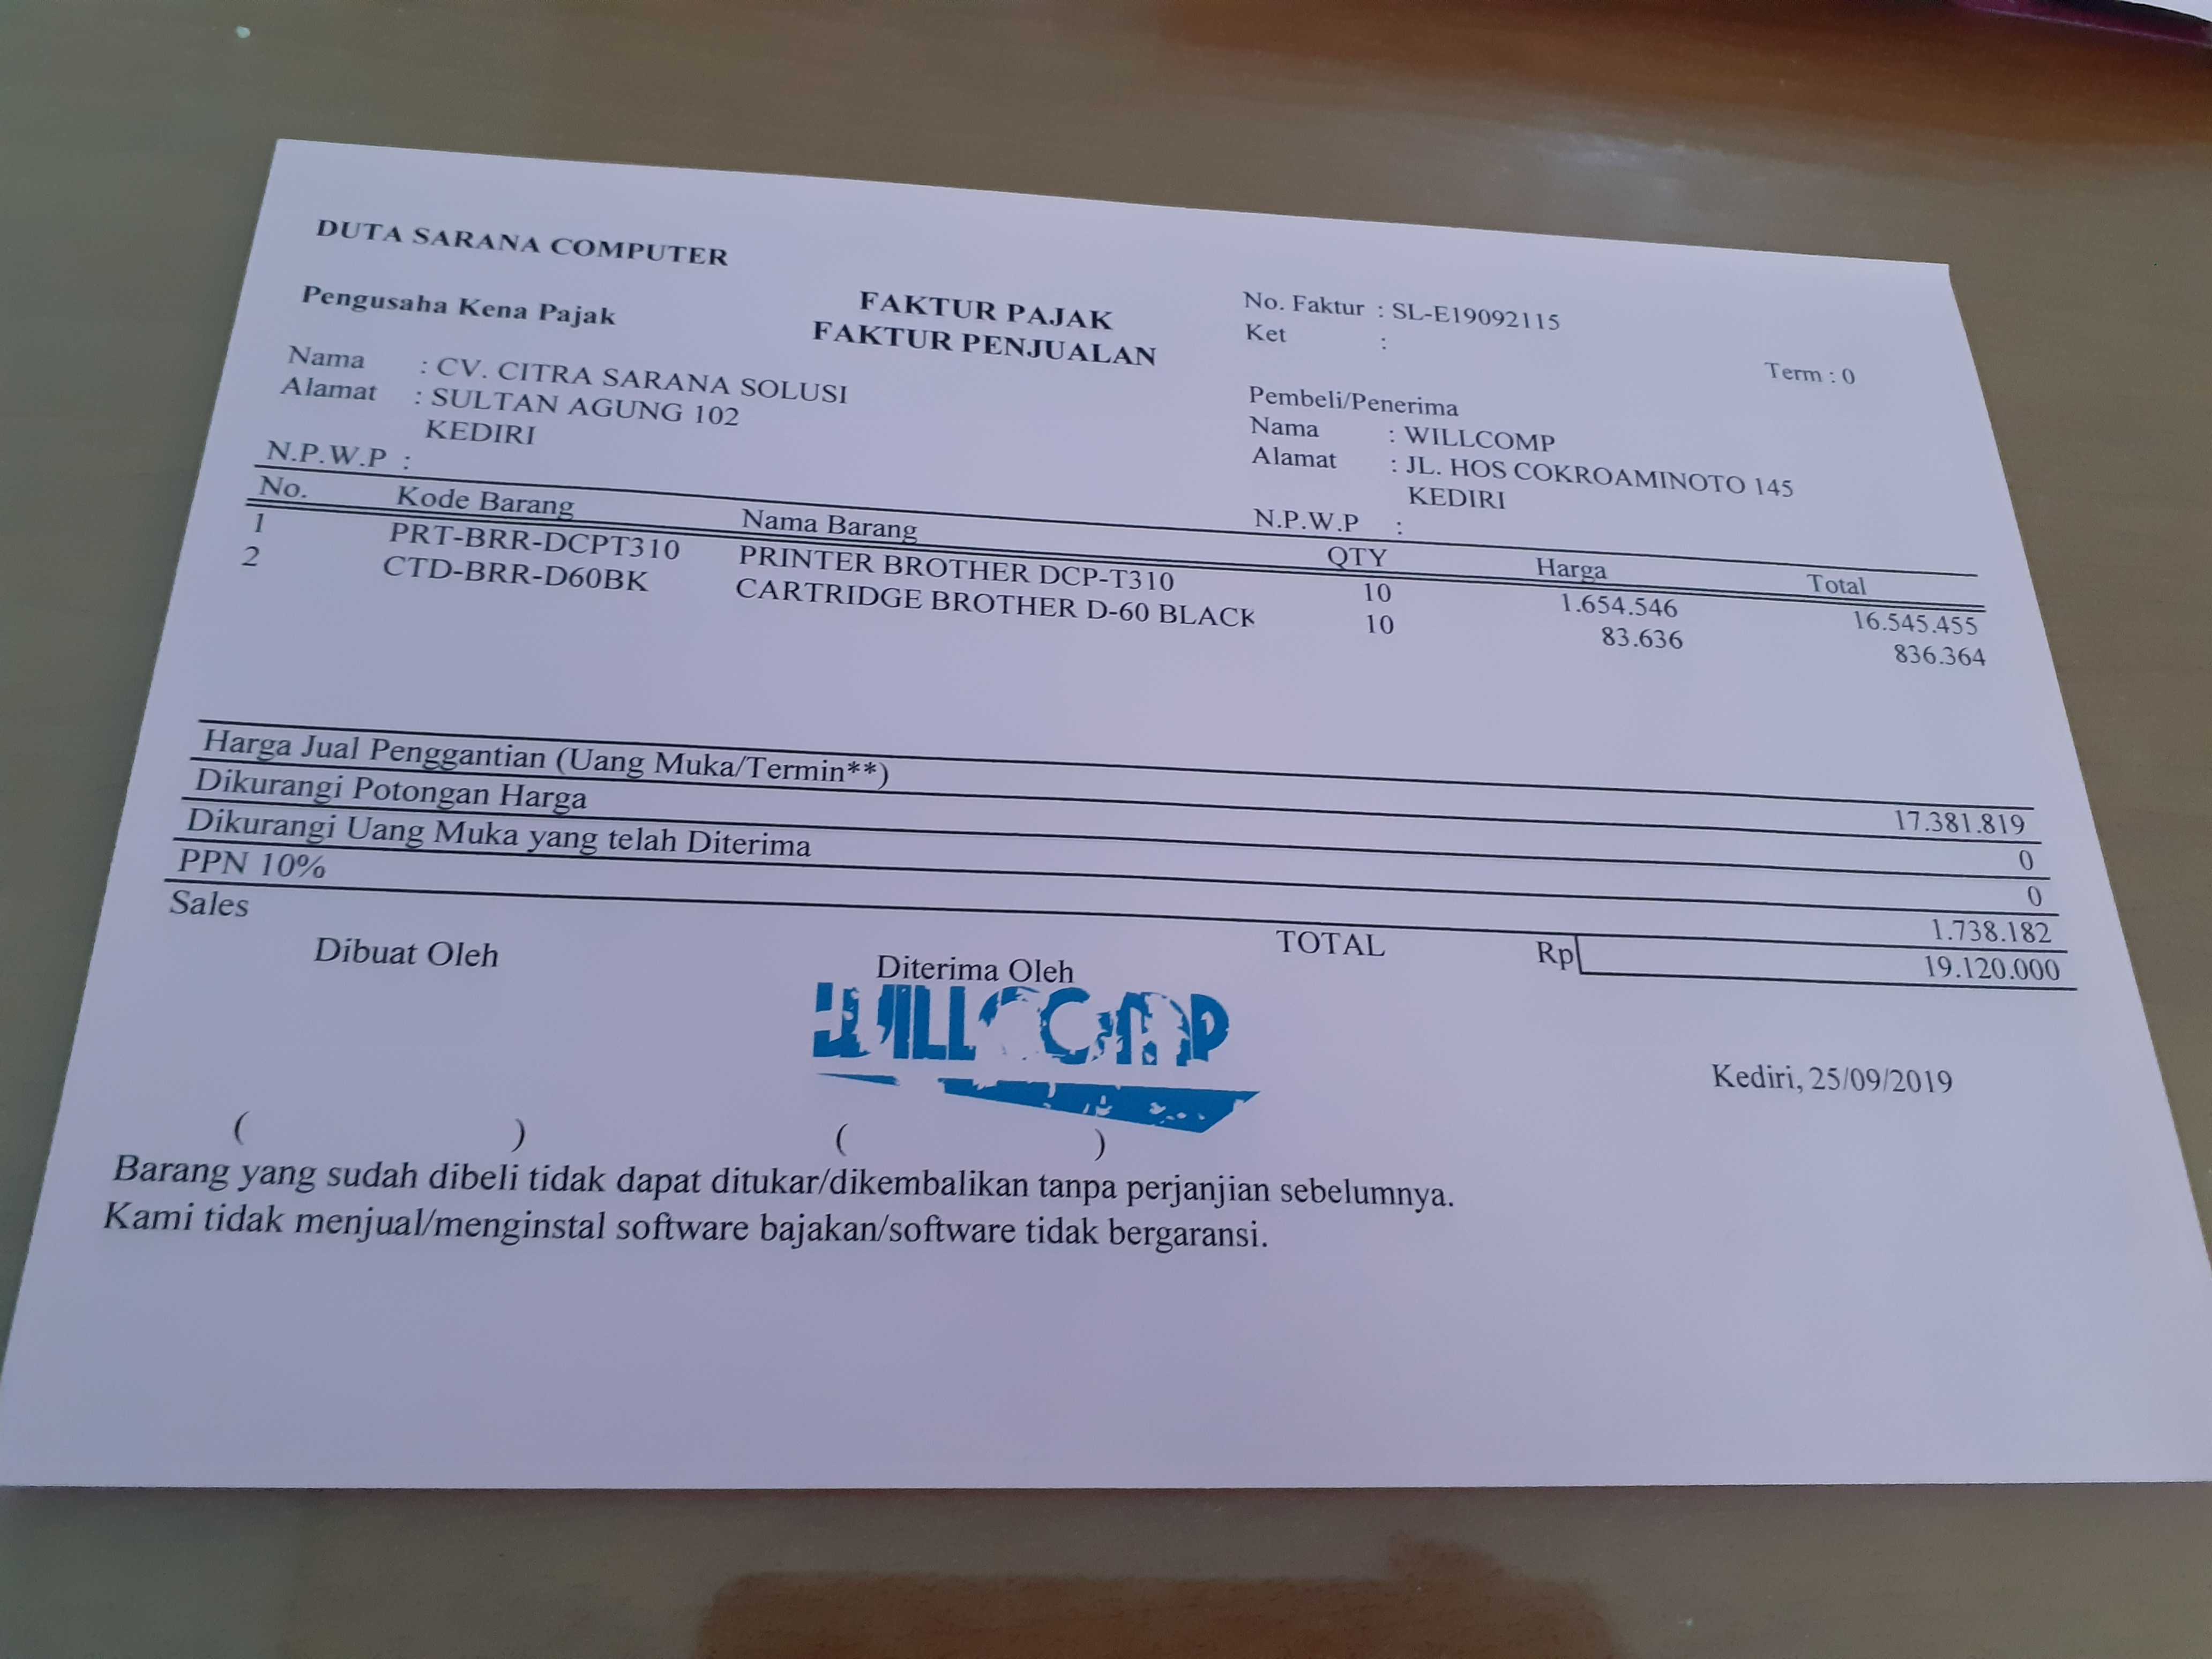 DUTA SARANA COMPUTER
Pengusaha Kena Pajak
FAKTUR PAJAK
FAKTUR PENJUALAN
No. Faktur : SL-E19092115
Ket :
Term : 0
Nama : CV. CITRA SARANA SOLUSI
Alamat : SULTAN AGUNG 102
KEDIRI
N.P.W.P :
Pembeli/Penerima
Nama : WILLCOMP
Alamat : JL. HOS COKROAMINOTO 145
KEDIRI
N.P.W.P :
No. Kode Barang Nama Barang QTY Harga Total
1 PRT-BRR-DCPT310 PRINTER BROTHER DCP-T310 10 1.654.546 16.545.455
2 CTD-BRR-D60BK CARTRIDGE BROTHER D-60 BLACK 10 83.636 836.364
Harga Jual Penggantian (Uang Muka/Termin**) 17.381.819
Dikurangi Potongan Harga 0
Dikurangi Uang Muka yang telah Diterima 0
PPN 10% 1.738.182
Sales TOTAL Rp 19.120.000
Dibuat Oleh Diterima Oleh
WILLCOMP
Kediri, 25/09/2019
( ) ( )
Barang yang sudah dibeli tidak dapat ditukar/dikembalikan tanpa perjanjian sebelumnya.
Kami tidak menjual/menginstal software bajakan/software tidak bergaransi.